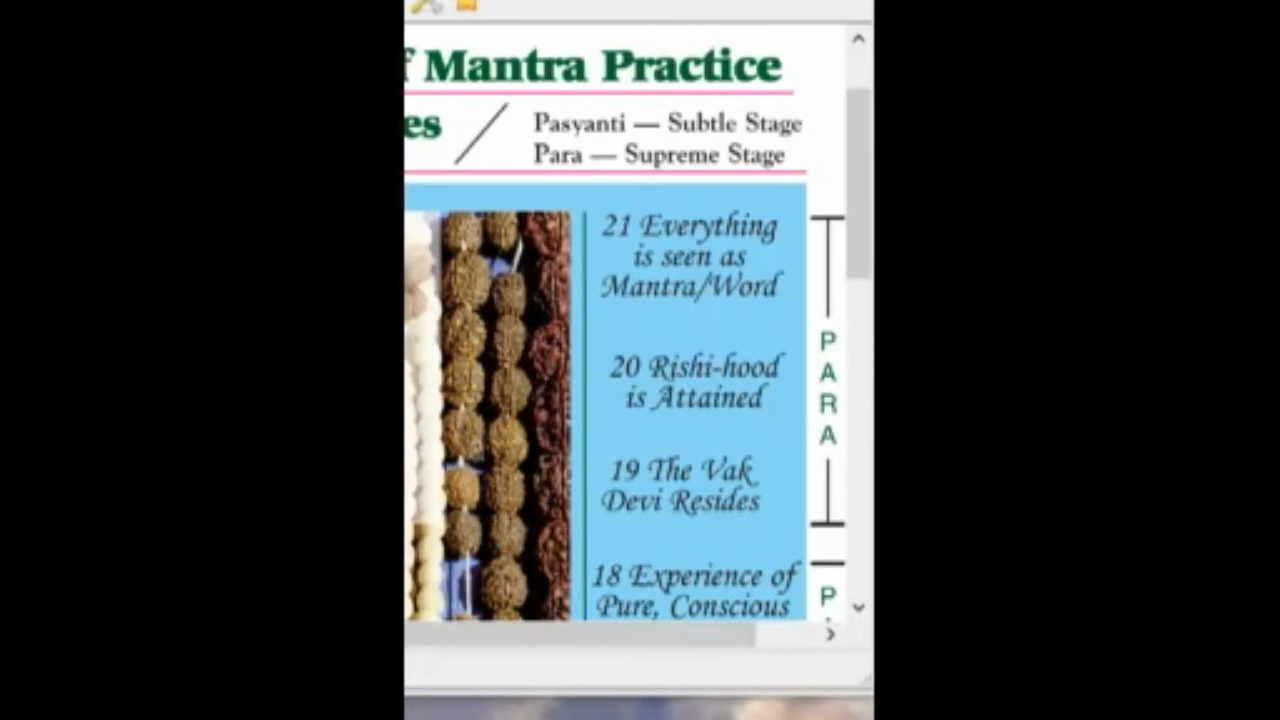 f Mantra Practice
es
Pasyanti — Subtle Stage
Para — Supreme Stage
21 Everything
is seen as
Mantra/Word
20 Rishi-hood
is Attained
19 The Vak
Devi Resides
18 Experience of
Pure, Conscious
P
A
R
A
P